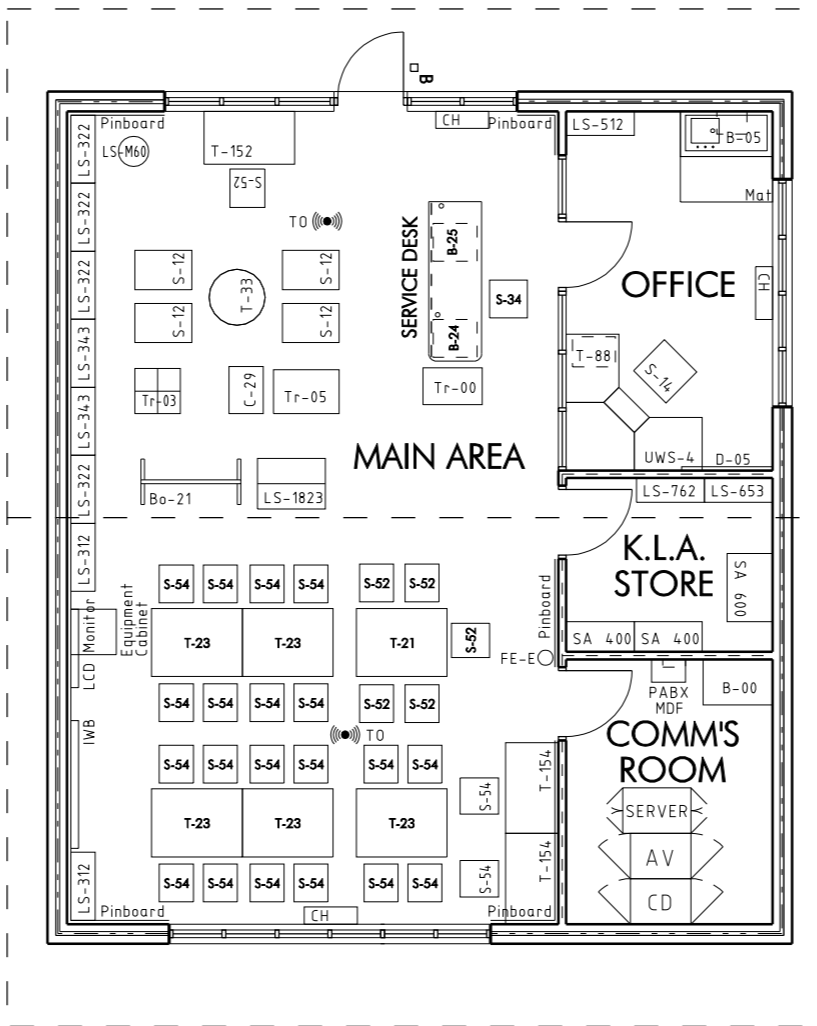 B
Pinboard
CH
Pinboard
LS-512
B-05
LS-322
LS-M60
T-152
S-52
Mat
LS-322
TO
SERVICE DESK
B-25
LS-322
S-12
S-12
T-33
OFFICE
CH
S-34
S-12
S-12
B-24
LS-343
T-88
S-14
LS-343
Tr-03
C-29
Tr-05
Tr-00
MAIN AREA
UWS-4
D-05
LS-322
Bo-21
LS-1823
LS-762
LS-653
LS-312
K.L.A.
STORE
SA 600
S-54
S-54
S-54
S-54
S-52
S-52
Pinboard
LCD Monitor
Equipment
Cabinet
T-23
T-23
T-21
S-52
SA 400
SA 400
FE-E
PABX
MDF
B-00
S-54
S-54
S-54
S-54
S-52
S-52
IWB
TO
COMM'S
ROOM
S-54
S-54
S-54
S-54
S-54
S-54
S-54
T-154
SERVER
T-23
T-23
T-23
AV
S-54
S-54
S-54
S-54
S-54
S-54
S-54
T-154
LS-312
CD
Pinboard
CH
Pinboard